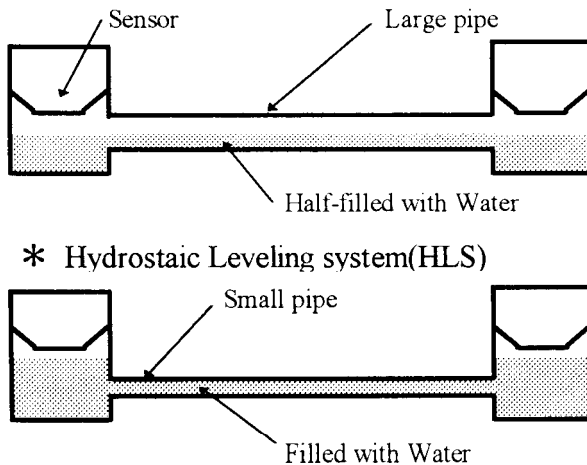 Sensor
Large pipe
Half-filled with Water
* Hydrostaic Leveling system(HLS)
Small pipe
Filled with Water